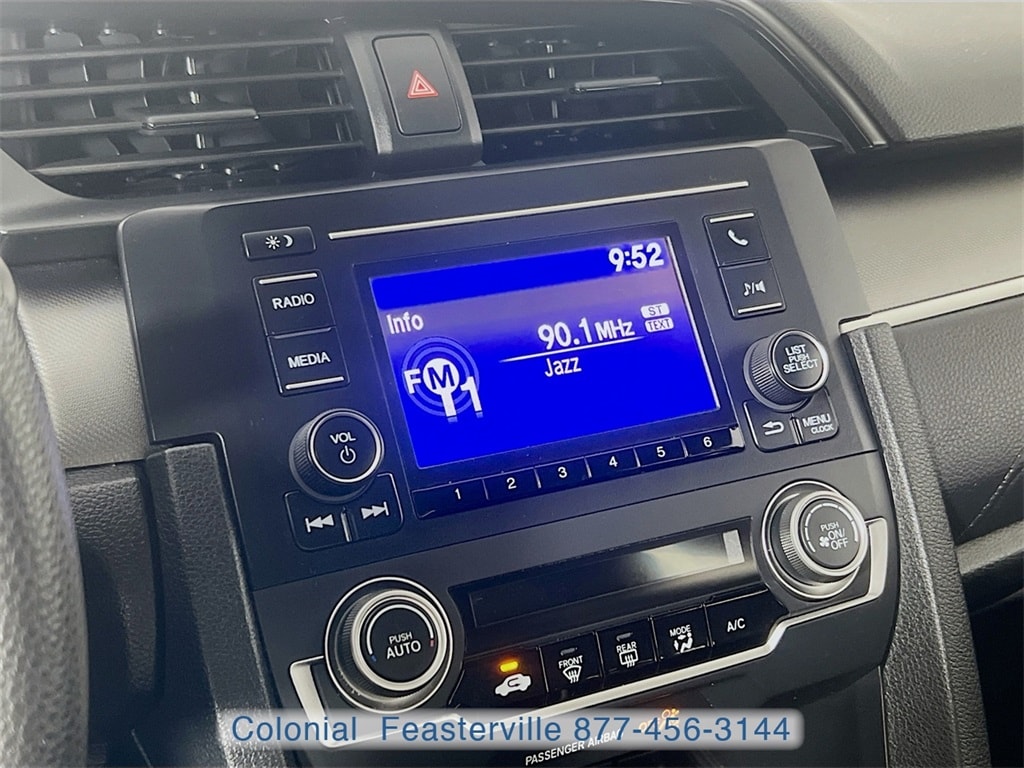 9:52
Info
ST
90.1 MHz
TEXT
Jazz
FM
1
RADIO
MEDIA
VOL
LIST
PUSH
SELECT
MENU
CLOCK
1 2 3 4 5 6
PUSH
ON/
OFF
PUSH
AUTO
FRONT
REAR
MODE
A/C
Colonial Feasterville 877-456-3144
PASSENGER AIRBAG